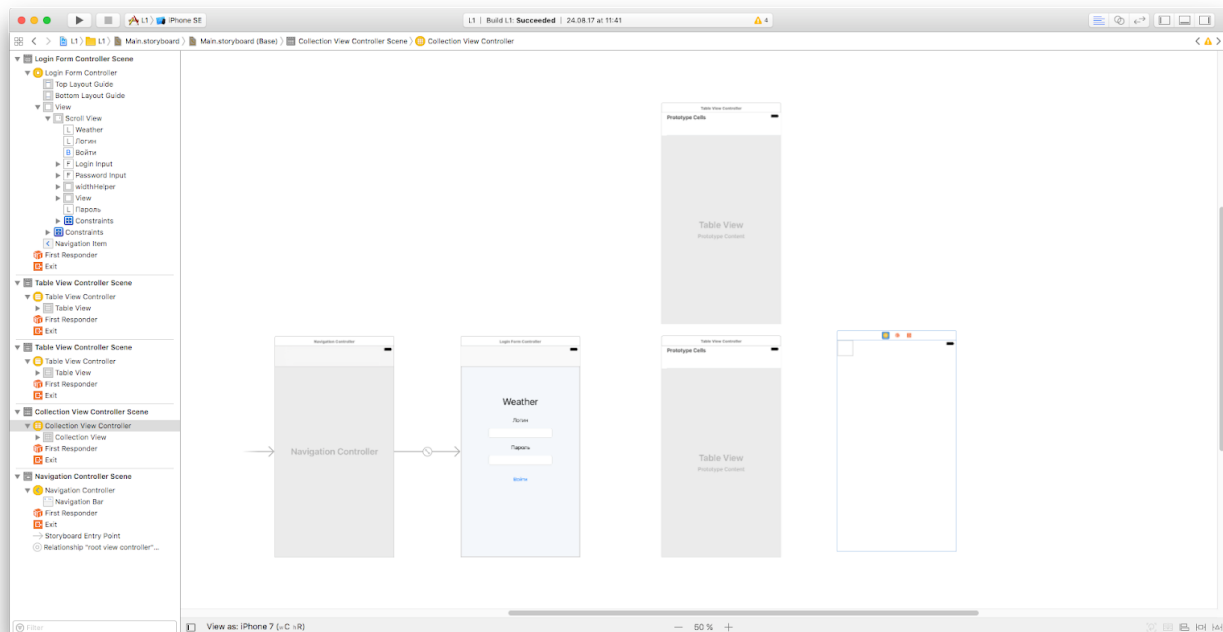 L1 iPhone SE
L1 | Build L1: Succeeded | 24.08.17 at 11:41
4
L1 L1 Main.storyboard Main.storyboard (Base) Collection View Controller Scene Collection View Controller
Login Form Controller Scene
Login Form Controller
Top Layout Guide
Bottom Layout Guide
View
Scroll View
L Weather
L Логин
B Войти
F Login Input
F Password Input
widthHelper
View
L Пароль
Constraints
Constraints
Navigation Item
First Responder
Exit
Table View Controller Scene
Table View Controller
Table View
First Responder
Exit
Table View Controller Scene
Table View Controller
Table View
First Responder
Exit
Collection View Controller Scene
Collection View Controller
Collection View
First Responder
Exit
Navigation Controller Scene
Navigation Controller
Navigation Bar
First Responder
Exit
Storyboard Entry Point
Relationship "root view controller"...
Filter
Table View Controller
Prototype Cells
Table View
Prototype Content
Navigation Controller
Navigation Controller
Login Form Controller
Weather
Логин
Пароль
Войти
Table View Controller
Prototype Cells
Table View
Prototype Content
View as: iPhone 7 (wC hR)
50 %